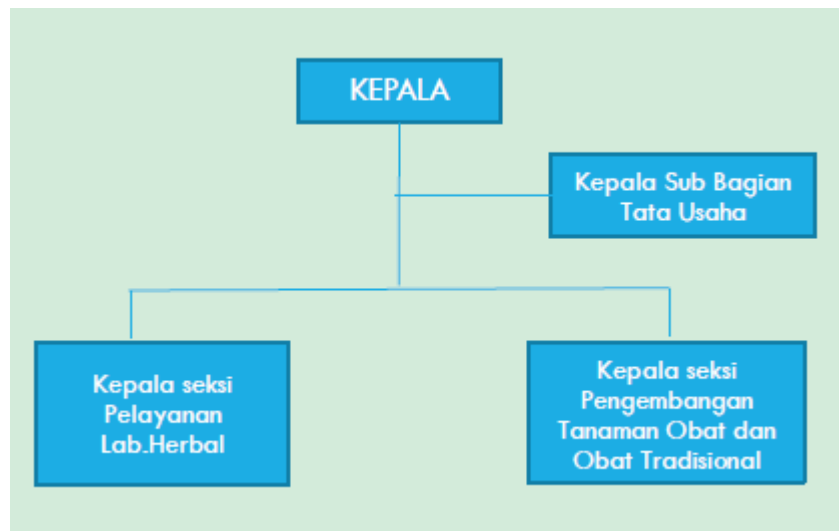 KEPALA
Kepala Sub Bagian
Tata Usaha
Kepala seksi
Pelayanan
Lab.Herbal
Kepala seksi
Pengembangan
Tanaman Obat dan
Obat Tradisional